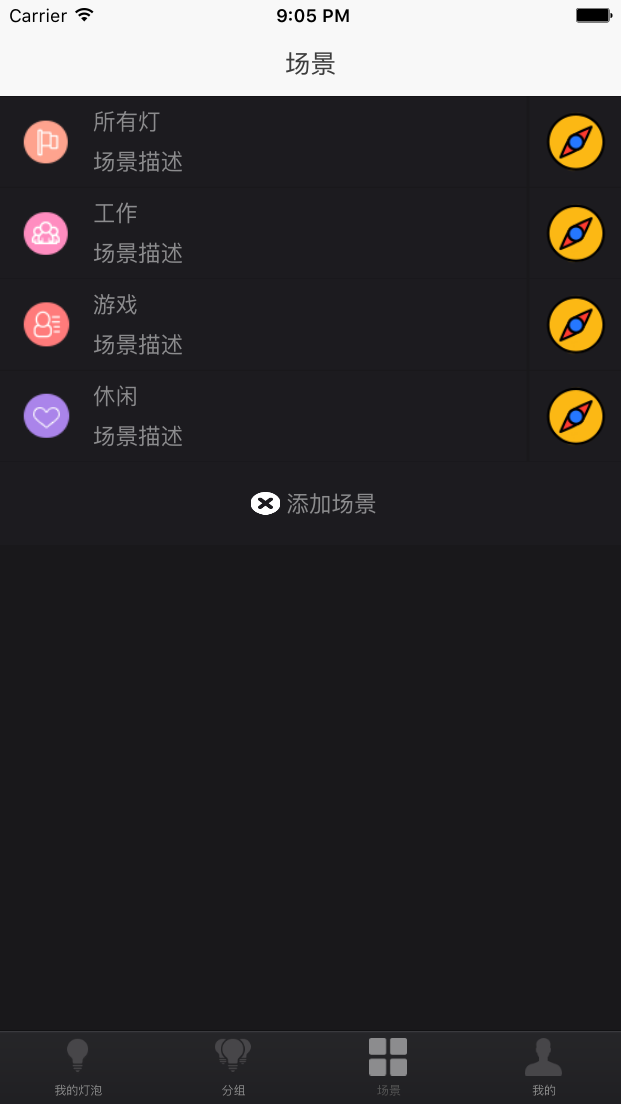 Carrier 9:05 PM
场景
所有灯
场景描述
工作
场景描述
游戏
场景描述
休闲
场景描述
添加场景
我的灯泡 分组 场景 我的